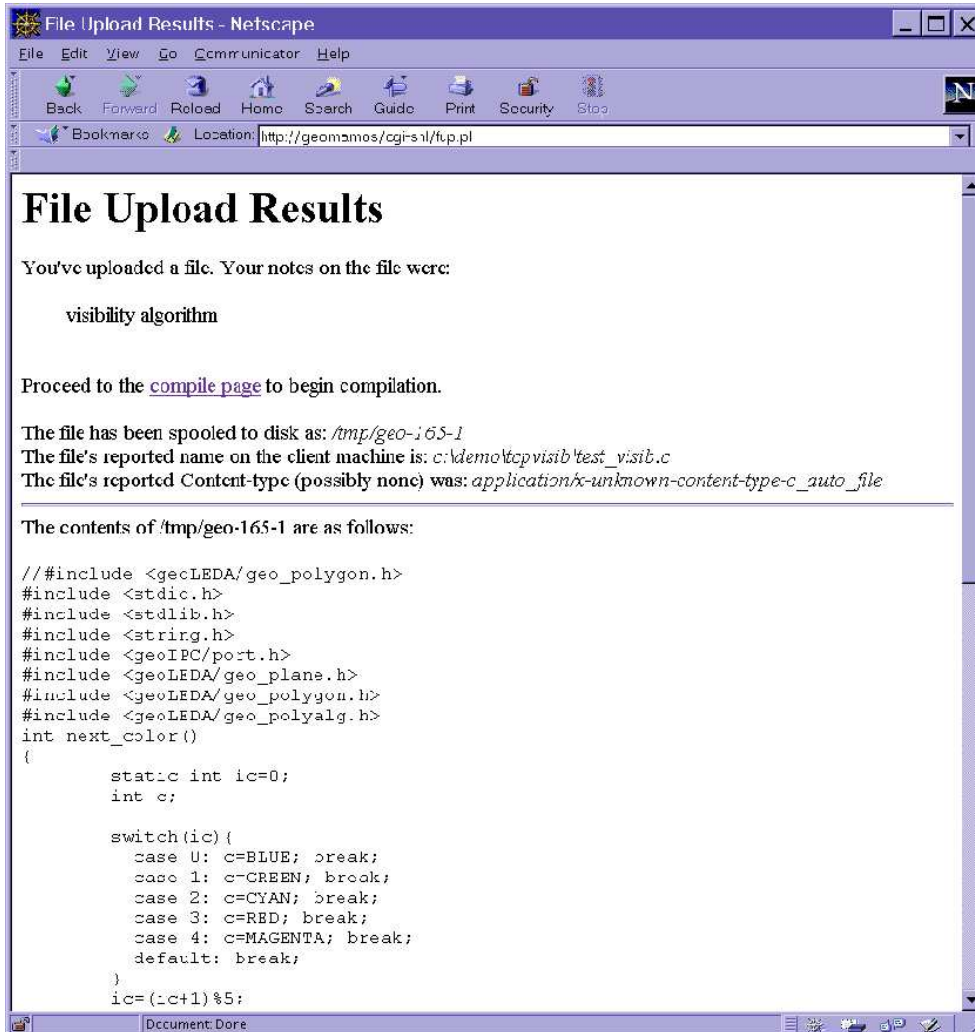 File Upload Results - Netscape
File Edit View Go Communicator Help
Back Forward Reload Home Search Guide Print Security Stop
N
Bookmarks Location: http://geomamos/cgi-shl/fup.pl
File Upload Results
You've uploaded a file. Your notes on the file were:
visibility algorithm
Proceed to the compile page to begin compilation.
The file has been spooled to disk as: /tmp/geo-165-1
The file's reported name on the client machine is: c:\demo\tcpvisib\test_visib.c
The file's reported Content-type (possibly none) was: application/x-unknown-content-type-c_auto_file
The contents of /tmp/geo-165-1 are as follows:
//#include <geoLEDA/geo_polygon.h>
#include <stdio.h>
#include <stdlib.h>
#include <string.h>
#include <geoIPC/port.h>
#include <geoLEDA/geo_plane.h>
#include <geoLEDA/geo_polygon.h>
#include <geoLEDA/geo_polyalg.h>
int next_color()
{
static int ic=0;
int c;
switch(ic){
case 0: c=BLUE; break;
case 1: c=GREEN; break;
case 2: c=CYAN; break;
case 3: c=RED; break;
case 4: c=MAGENTA; break;
default: break;
}
ic=(ic+1)%5;
Document: Done